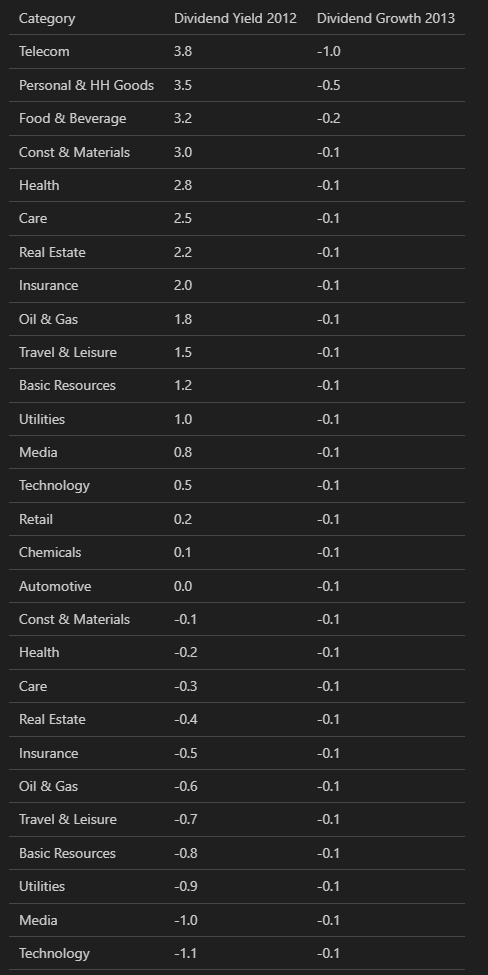 Category Dividend Yield 2012 Dividend Growth 2013
Telecom 3.8 -1.0
Personal & HH Goods 3.5 -0.5
Food & Beverage 3.2 -0.2
Const & Materials 3.0 -0.1
Health 2.8 -0.1
Care 2.5 -0.1
Real Estate 2.2 -0.1
Insurance 2.0 -0.1
Oil & Gas 1.8 -0.1
Travel & Leisure 1.5 -0.1
Basic Resources 1.2 -0.1
Utilities 1.0 -0.1
Media 0.8 -0.1
Technology 0.5 -0.1
Retail 0.2 -0.1
Chemicals 0.1 -0.1
Automotive 0.0 -0.1
Const & Materials -0.1 -0.1
Health -0.2 -0.1
Care -0.3 -0.1
Real Estate -0.4 -0.1
Insurance -0.5 -0.1
Oil & Gas -0.6 -0.1
Travel & Leisure -0.7 -0.1
Basic Resources -0.8 -0.1
Utilities -0.9 -0.1
Media -1.0 -0.1
Technology -1.1 -0.1